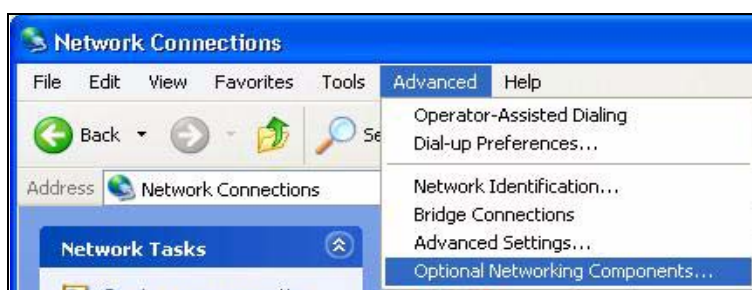 Network Connections
File Edit View Favorites Tools Advanced Help
Operator-Assisted Dialing
Back Se
Dial-up Preferences...
Address Network Connections
Network Identification...
Bridge Connections
Network Tasks
Advanced Settings...
Optional Networking Components...